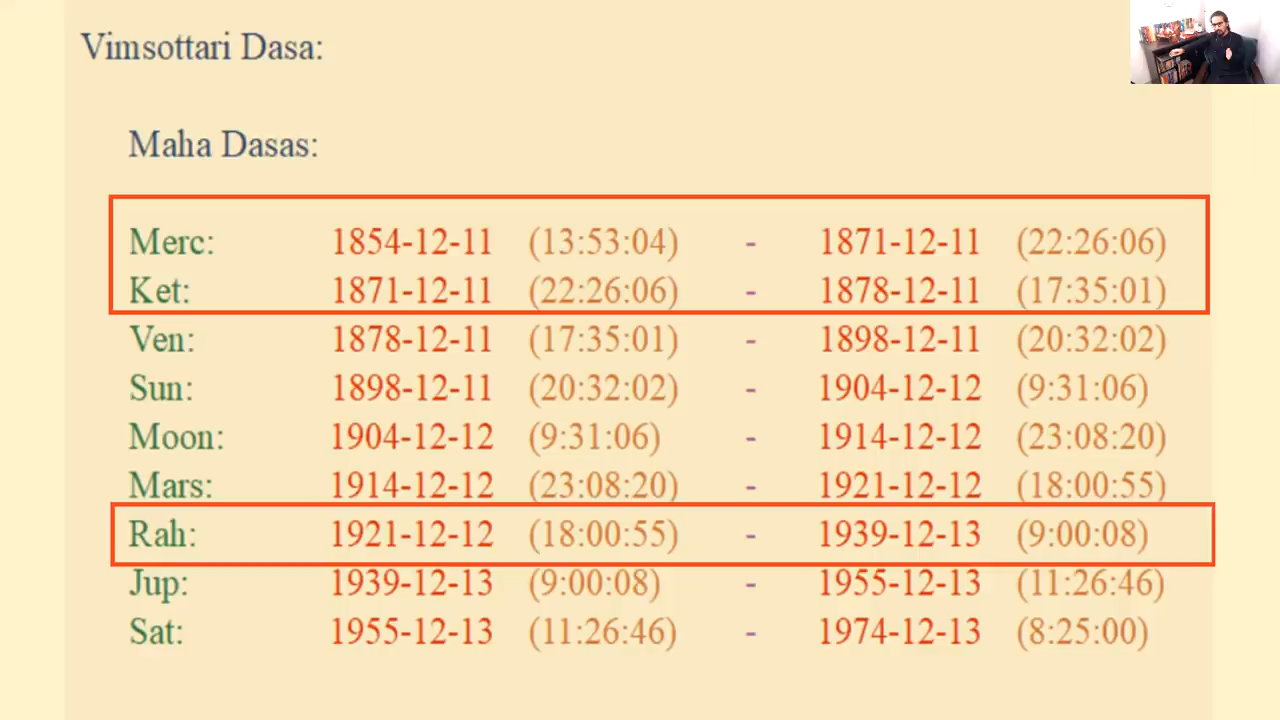 Vimsottari Dasa:
Maha Dasas:
Merc: 1854-12-11 (13:53:04) - 1871-12-11 (22:26:06)
Ket: 1871-12-11 (22:26:06) - 1878-12-11 (17:35:01)
Ven: 1878-12-11 (17:35:01) - 1898-12-11 (20:32:02)
Sun: 1898-12-11 (20:32:02) - 1904-12-12 (9:31:06)
Moon: 1904-12-12 (9:31:06) - 1914-12-12 (23:08:20)
Mars: 1914-12-12 (23:08:20) - 1921-12-12 (18:00:55)
Rah: 1921-12-12 (18:00:55) - 1939-12-13 (9:00:08)
Jup: 1939-12-13 (9:00:08) - 1955-12-13 (11:26:46)
Sat: 1955-12-13 (11:26:46) - 1974-12-13 (8:25:00)